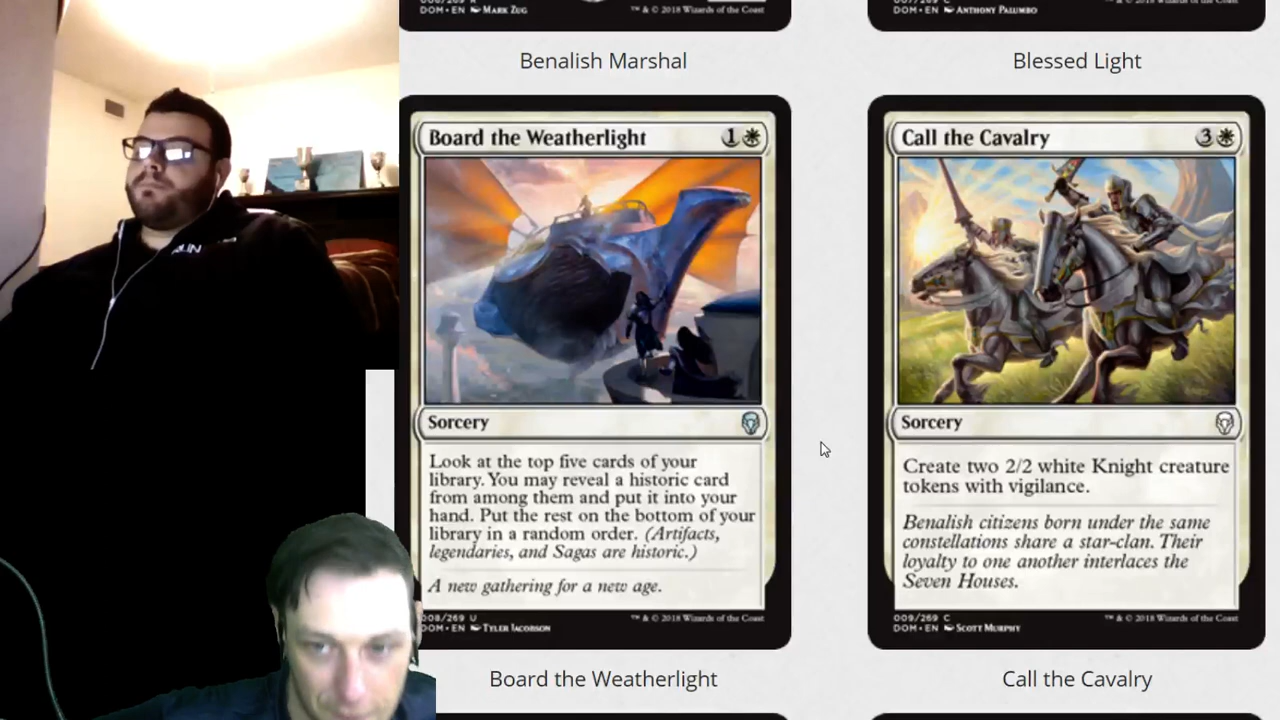 DOM • EN MARK ZUG
™ & © 2018 Wizards of the Coast
DOM • EN ANTHONY PALUMBO
™ & © 2018 Wizards of the Coast
Benalish Marshal
Blessed Light
Board the Weatherlight 1
Sorcery
Look at the top five cards of your
library. You may reveal a historic card
from among them and put it into your
hand. Put the rest on the bottom of your
library in a random order. (Artifacts,
legendaries, and Sagas are historic.)
A new gathering for a new age.
008/269 U
DOM • EN TYLER JACOBSON
™ & © 2018 Wizards of the Coast
Board the Weatherlight
Call the Cavalry 3
Sorcery
Create two 2/2 white Knight creature
tokens with vigilance.
Benalish citizens born under the same
constellations share a star-clan. Their
loyalty to one another interlaces the
Seven Houses.
009/269 C
DOM • EN SCOTT MURPHY
™ & © 2018 Wizards of the Coast
Call the Cavalry